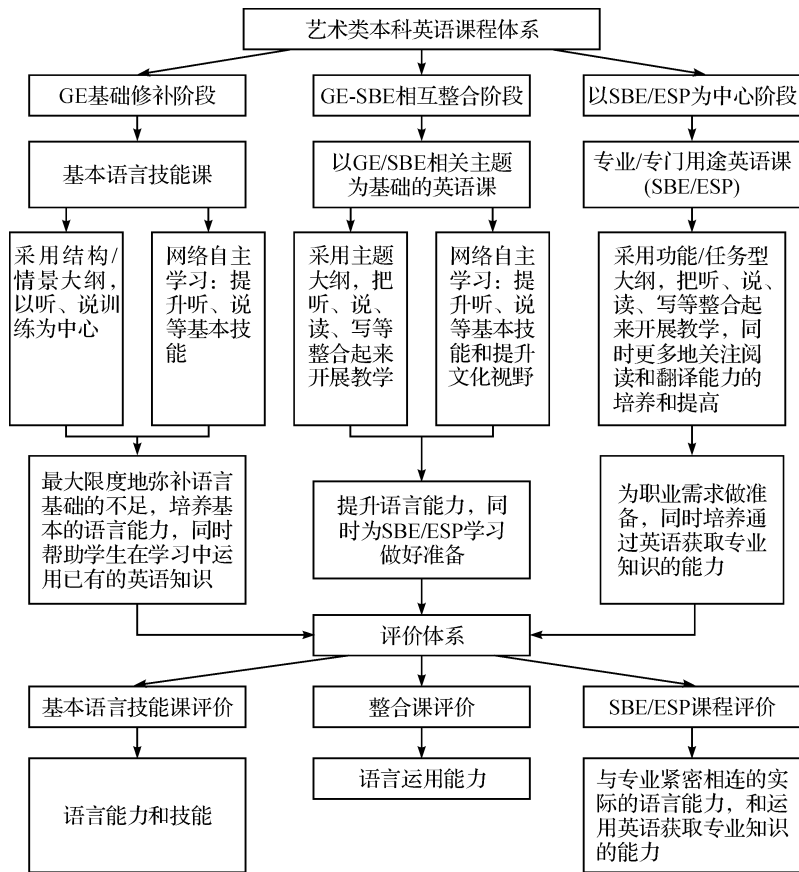 艺术类本科英语课程体系
GE基础修补阶段
GE-SBE相互整合阶段
以SBE/ESP为中心阶段
基本语言技能课
以GE/SBE相关主题
为基础的英语课
专业/专门用途英语课
(SBE/ESP)
采用结构/
情景大纲，
以听、说训
练为中心
网络自主
学习：提
升听、说
等基本技
能
采用主题
大纲，把
听、说、
读、写等
整合起来
开展教学
网络自主
学习：提
升听、说
等基本技
能和提升
文化视野
采用功能/任务型
大纲，把听、说、
读、写等整合起
来开展教学，同
时更多地关注阅
读和翻译能力的
培养和提高
最大限度地弥补语言
基础的不足，培养基
本的语言能力，同时
帮助学生在学习中运
用已有的英语知识
提升语言能力，同
时为SBE/ESP学习
做好准备
为职业需求做准
备，同时培养通
过英语获取专业
知识的能力
评价体系
基本语言技能课评价
整合课评价
SBE/ESP课程评价
语言能力和技能
语言运用能力
与专业紧密相连的实
际的语言能力，和运
用英语获取专业知识
的能力